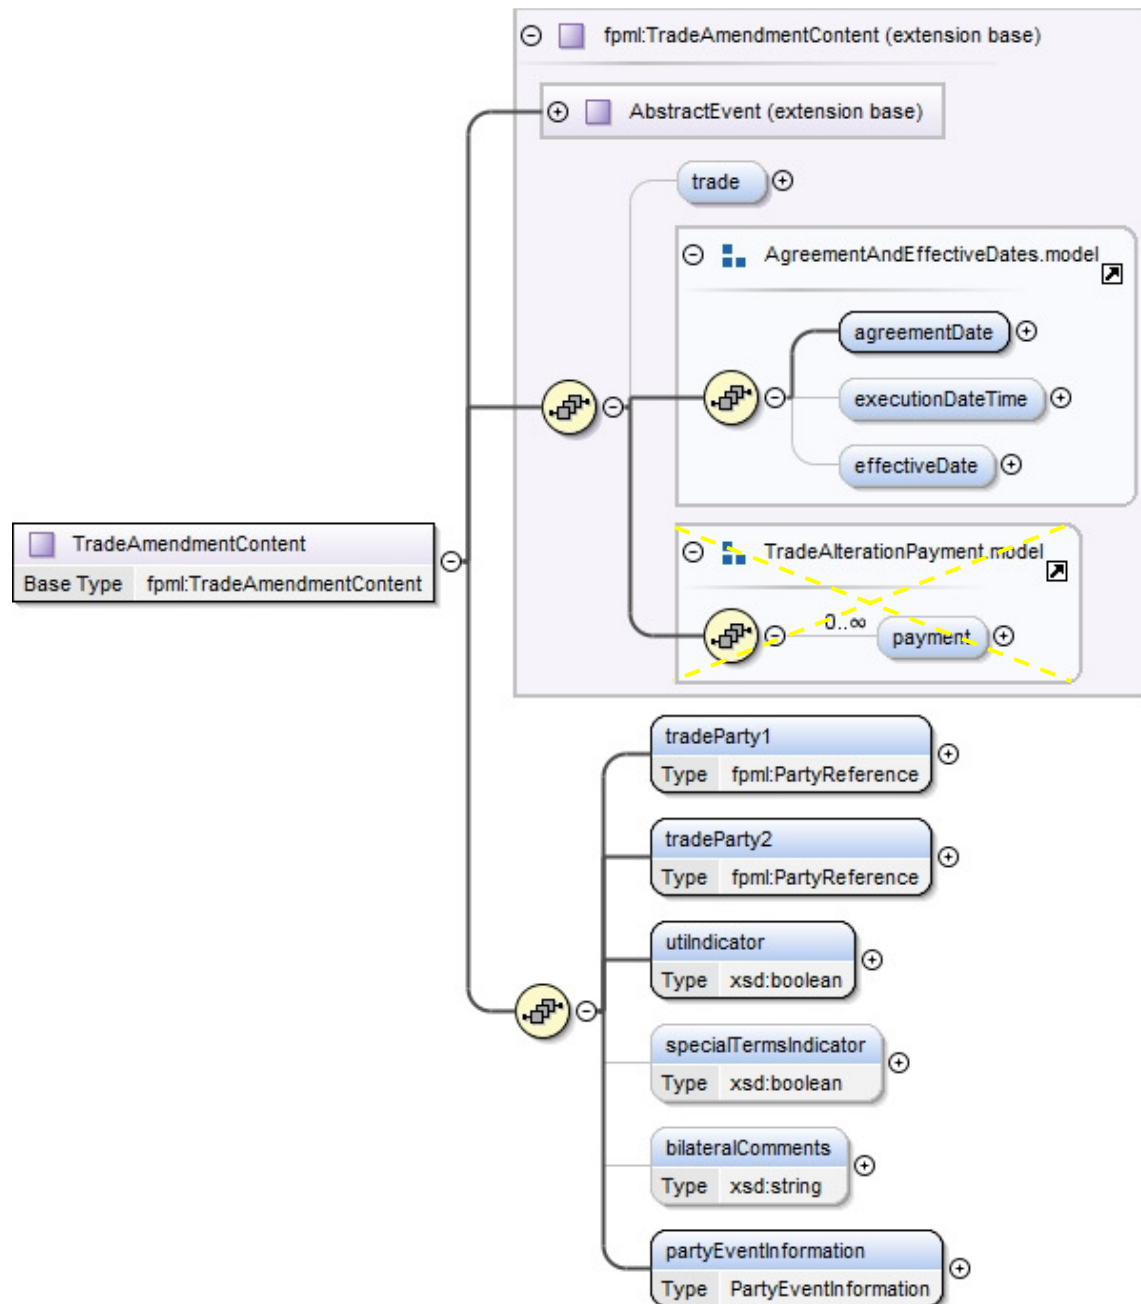 fpml:TradeAmendmentContent (extension base)
AbstractEvent (extension base)
trade
AgreementAndEffectiveDates.model
agreementDate
executionDateTime
effectiveDate
TradeAmendmentContent
Base Type fpml:TradeAmendmentContent
TradeAlterationPayment.model
0..∞
payment
tradeParty1
Type fpml:PartyReference
tradeParty2
Type fpml:PartyReference
utiIndicator
Type xsd:boolean
specialTermsIndicator
Type xsd:boolean
bilateralComments
Type xsd:string
partyEventInformation
Type PartyEventInformation